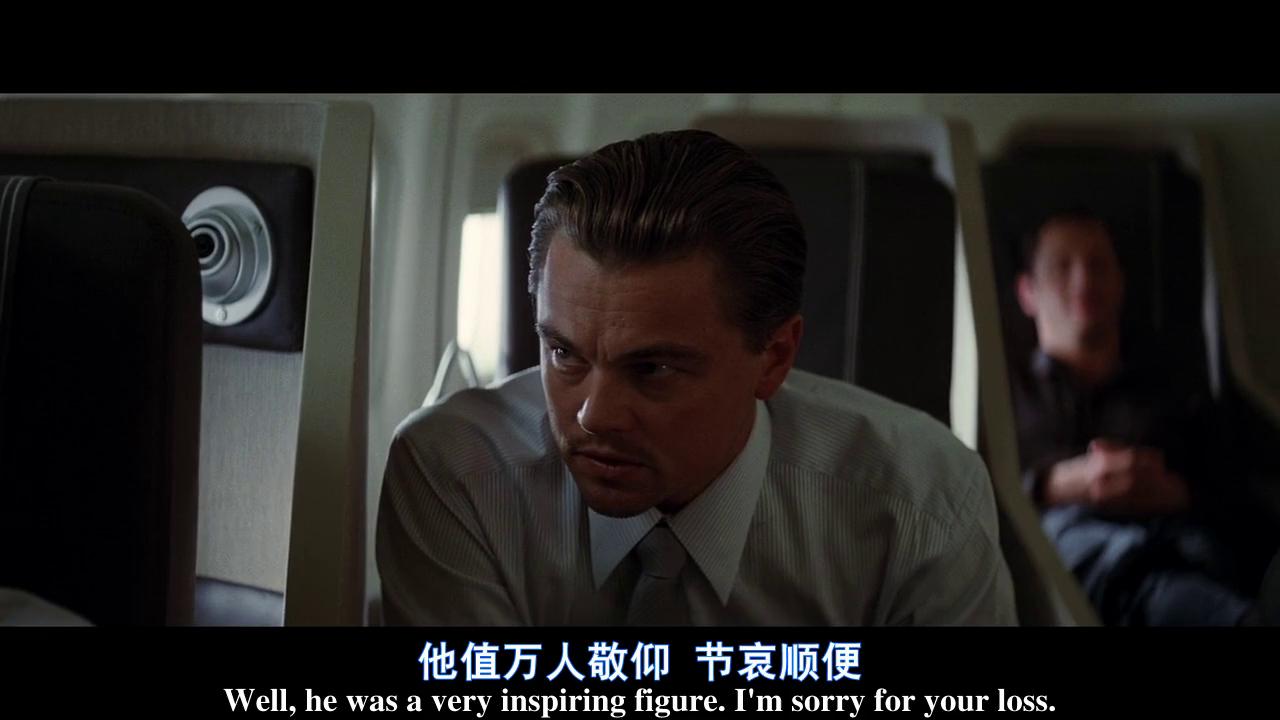 他值万人敬仰 节哀顺便
Well, he was a very inspiring figure. I'm sorry for your loss.